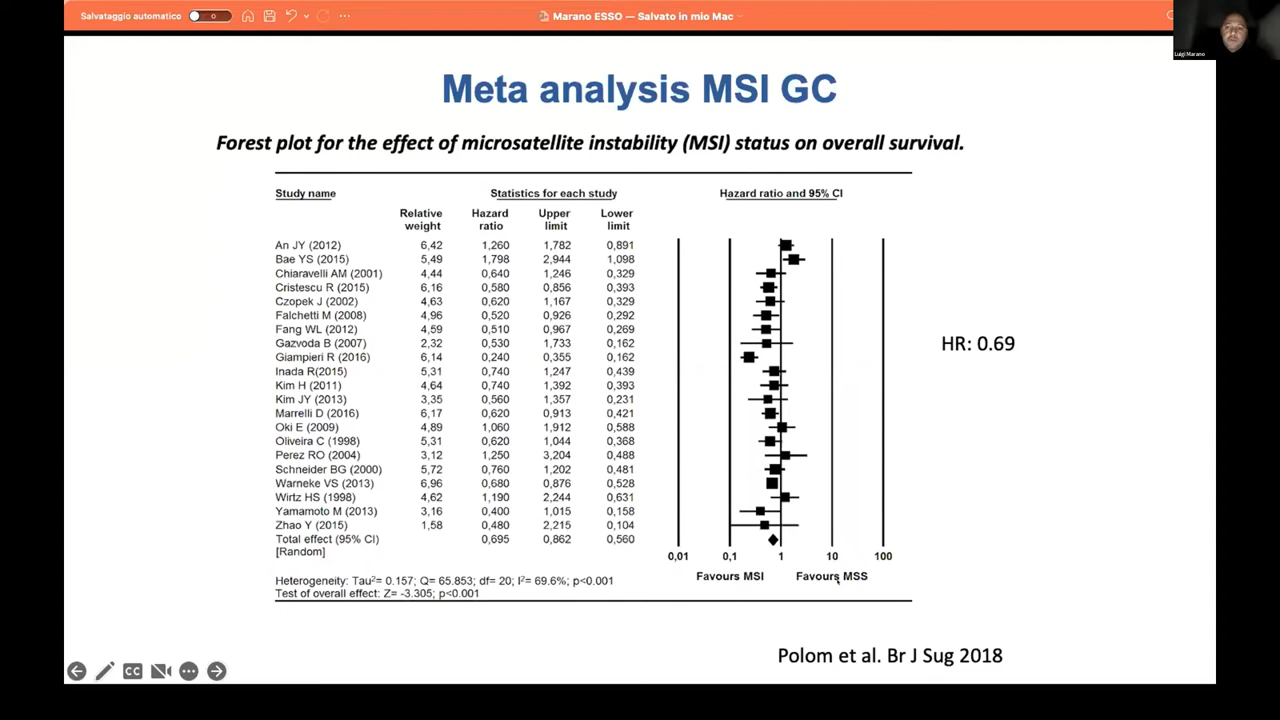 Salvataggio automatico
Marano ESSO — Salvato in mio Mac
Luigi Marano
Meta analysis MSI GC
Forest plot for the effect of microsatellite instability (MSI) status on overall survival.
Study name Statistics for each study Hazard ratio and 95% CI
Relative weight Hazard ratio Upper limit Lower limit
An JY (2012) 6,42 1,260 1,782 0,891
Bae YS (2015) 5,49 1,798 2,944 1,098
Chiaravelli AM (2001) 4,44 0,640 1,246 0,329
Cristescu R (2015) 6,16 0,580 0,856 0,393
Czopek J (2002) 4,63 0,620 1,167 0,329
Falchetti M (2008) 4,96 0,520 0,926 0,292
Fang WL (2012) 4,59 0,510 0,967 0,269
Gazvoda B (2007) 2,32 0,530 1,733 0,162
Giampieri R (2016) 6,14 0,240 0,355 0,162
Inada R(2015) 5,31 0,740 1,247 0,439
Kim H (2011) 4,64 0,740 1,392 0,393
Kim JY (2013) 3,35 0,560 1,357 0,231
Marrelli D (2016) 6,17 0,620 0,913 0,421
Oki E (2009) 4,89 1,060 1,912 0,588
Oliveira C (1998) 5,31 0,620 1,044 0,368
Perez RO (2004) 3,12 1,250 3,204 0,488
Schneider BG (2000) 5,72 0,760 1,202 0,481
Warneke VS (2013) 6,96 0,680 0,876 0,528
Wirtz HS (1998) 4,62 1,190 2,244 0,631
Yamamoto M (2013) 3,16 0,400 1,015 0,158
Zhao Y (2015) 1,58 0,480 2,215 0,104
Total effect (95% CI) 0,695 0,862 0,560
[Random]
0,01 0,1 1 10 100
Favours MSI Favours MSS
Heterogeneity: Tau²= 0.157; Q= 65.853; df= 20; I²= 69.6%; p<0.001
Test of overall effect: Z= -3.305; p<0.001
HR: 0.69
Polom et al. Br J Sug 2018
CC